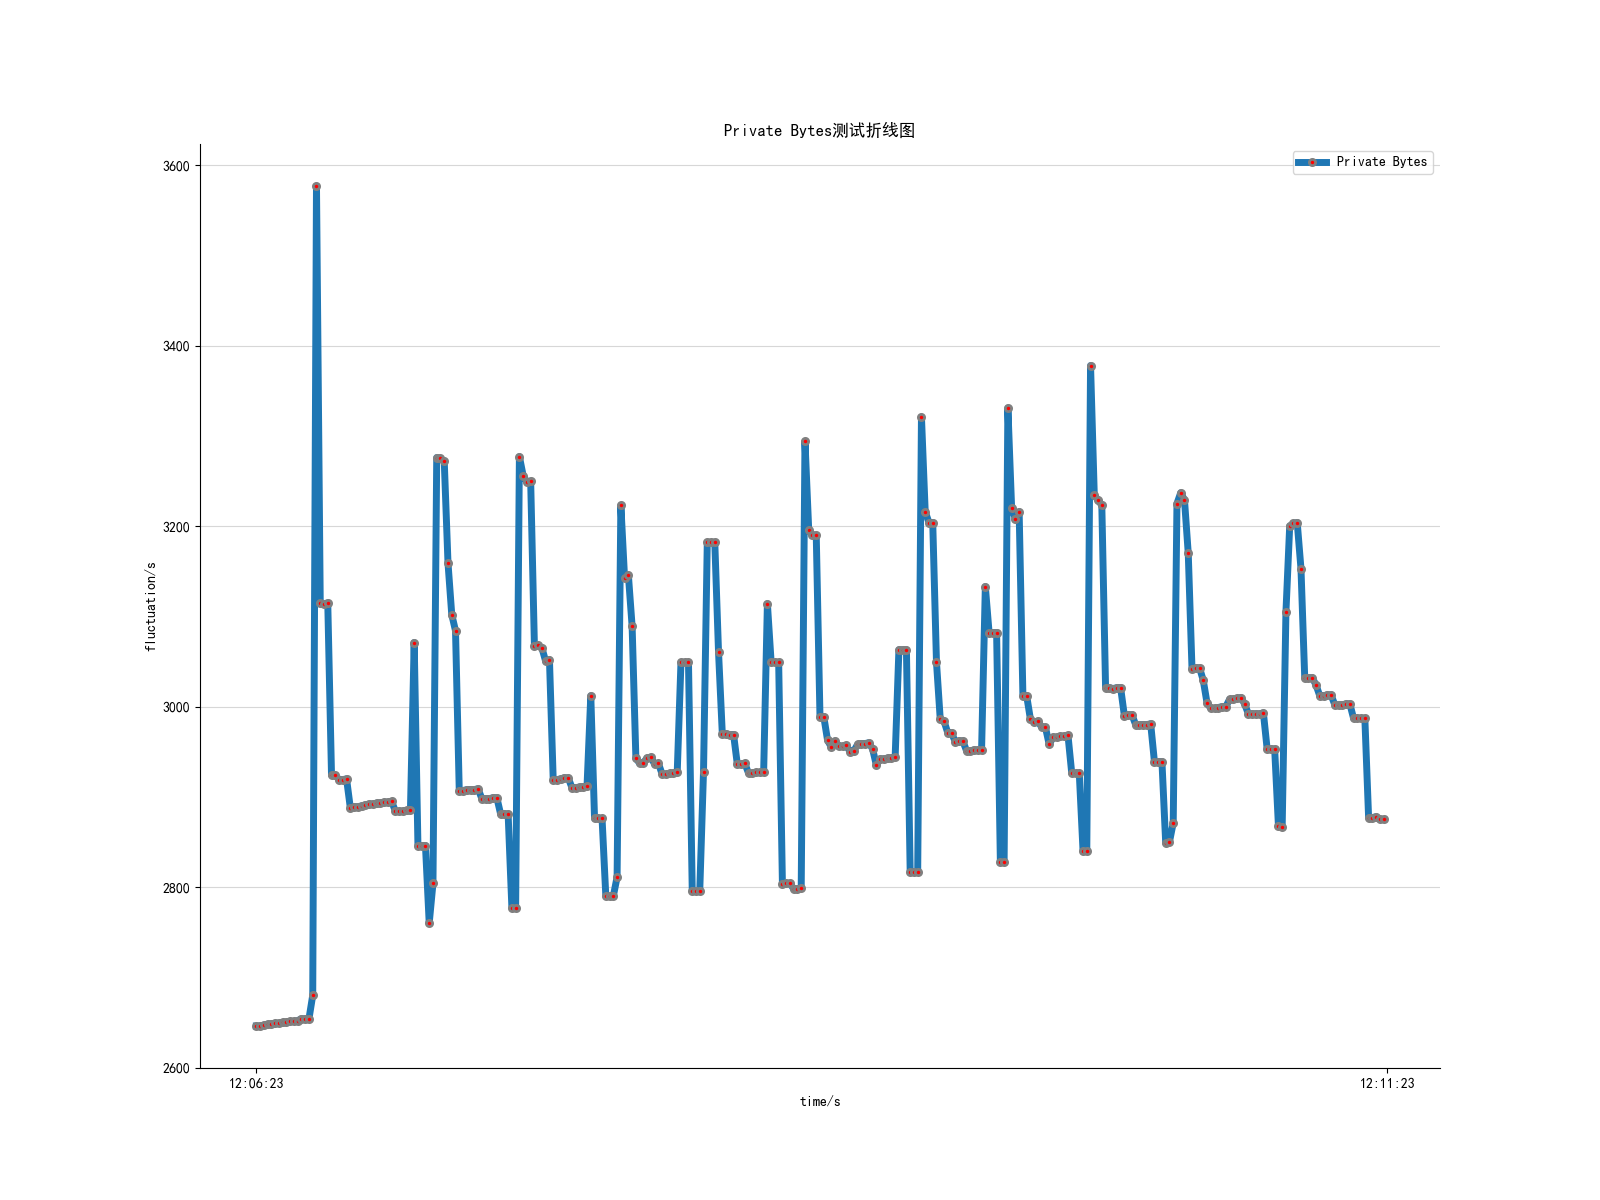 Private Bytes测试折线图
Private Bytes
3600
3400
3200
3000
2800
2600
fluctuation/s
12:06:23
12:11:23
time/s